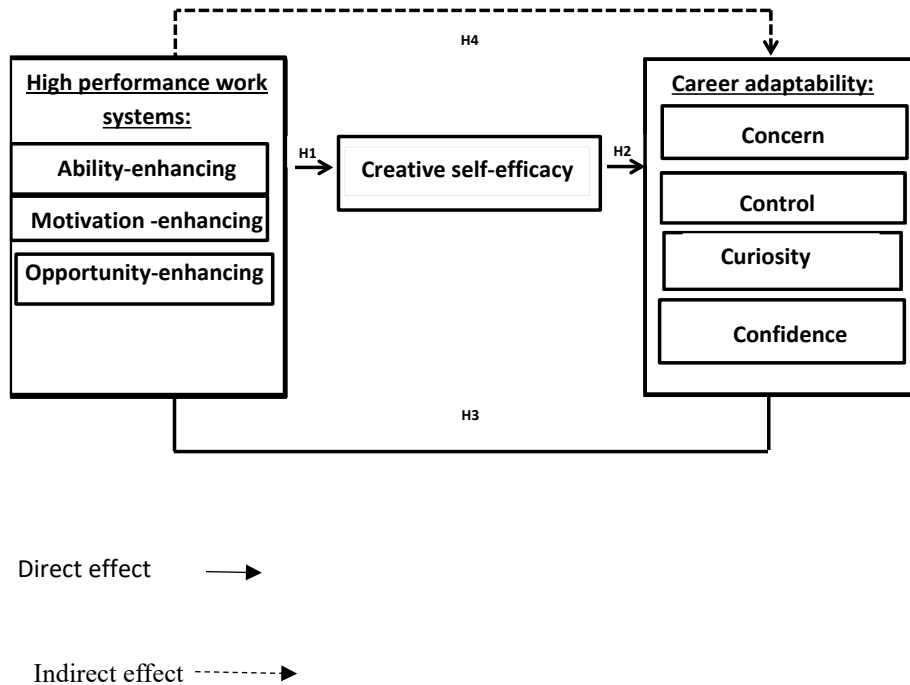 H4
High performance work
systems:
Ability-enhancing
Motivation -enhancing
Opportunity-enhancing
H1
Creative self-efficacy
H2
Career adaptability:
Concern
Control
Curiosity
Confidence
H3
Direct effect
Indirect effect